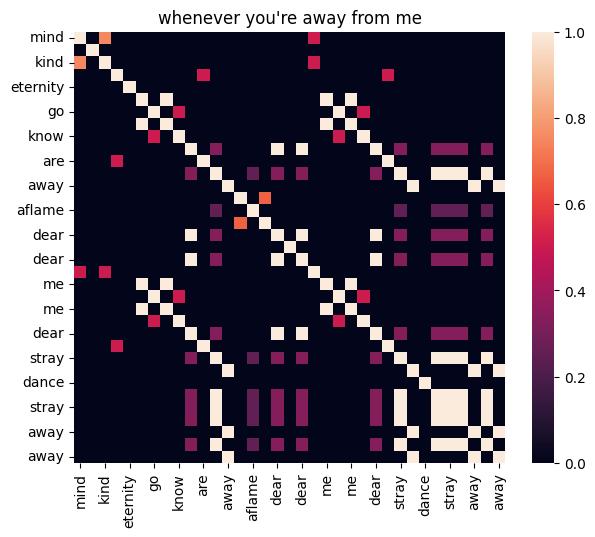 whenever you're away from me
mind
kind
eternity
go
know
are
away
aflame
dear
dear
me
me
dear
stray
dance
stray
away
away
1.0
0.8
0.6
0.4
0.2
0.0
mind
kind
eternity
go
know
are
away
aflame
dear
dear
me
me
dear
stray
dance
stray
away
away